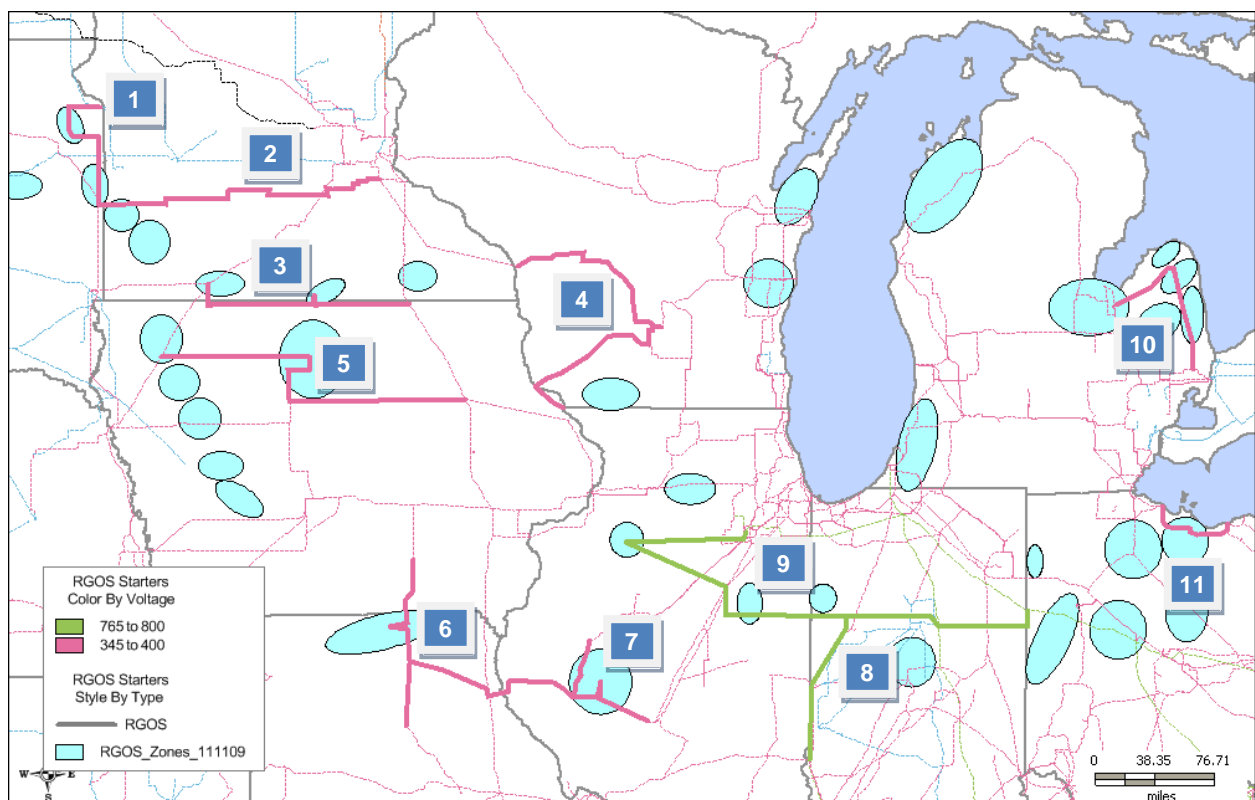 1
2
3
4
5
10
9
11
6
7
8
RGOS Starters
Color By Voltage
765 to 800
345 to 400
RGOS Starters
Style By Type
RGOS
RGOS_Zones_111109
W E
S
0 38.35 76.71
miles